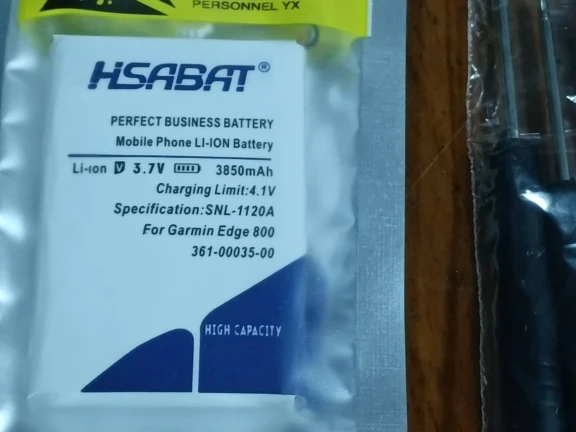 PERSONNEL YX
HSABAT®
PERFECT BUSINESS BATTERY
Mobile Phone LI-ION Battery
Li-ion V 3.7V 3850mAh
Charging Limit:4.1V
Specification:SNL-1120A
For Garmin Edge 800
361-00035-00
HIGH CAPACITY